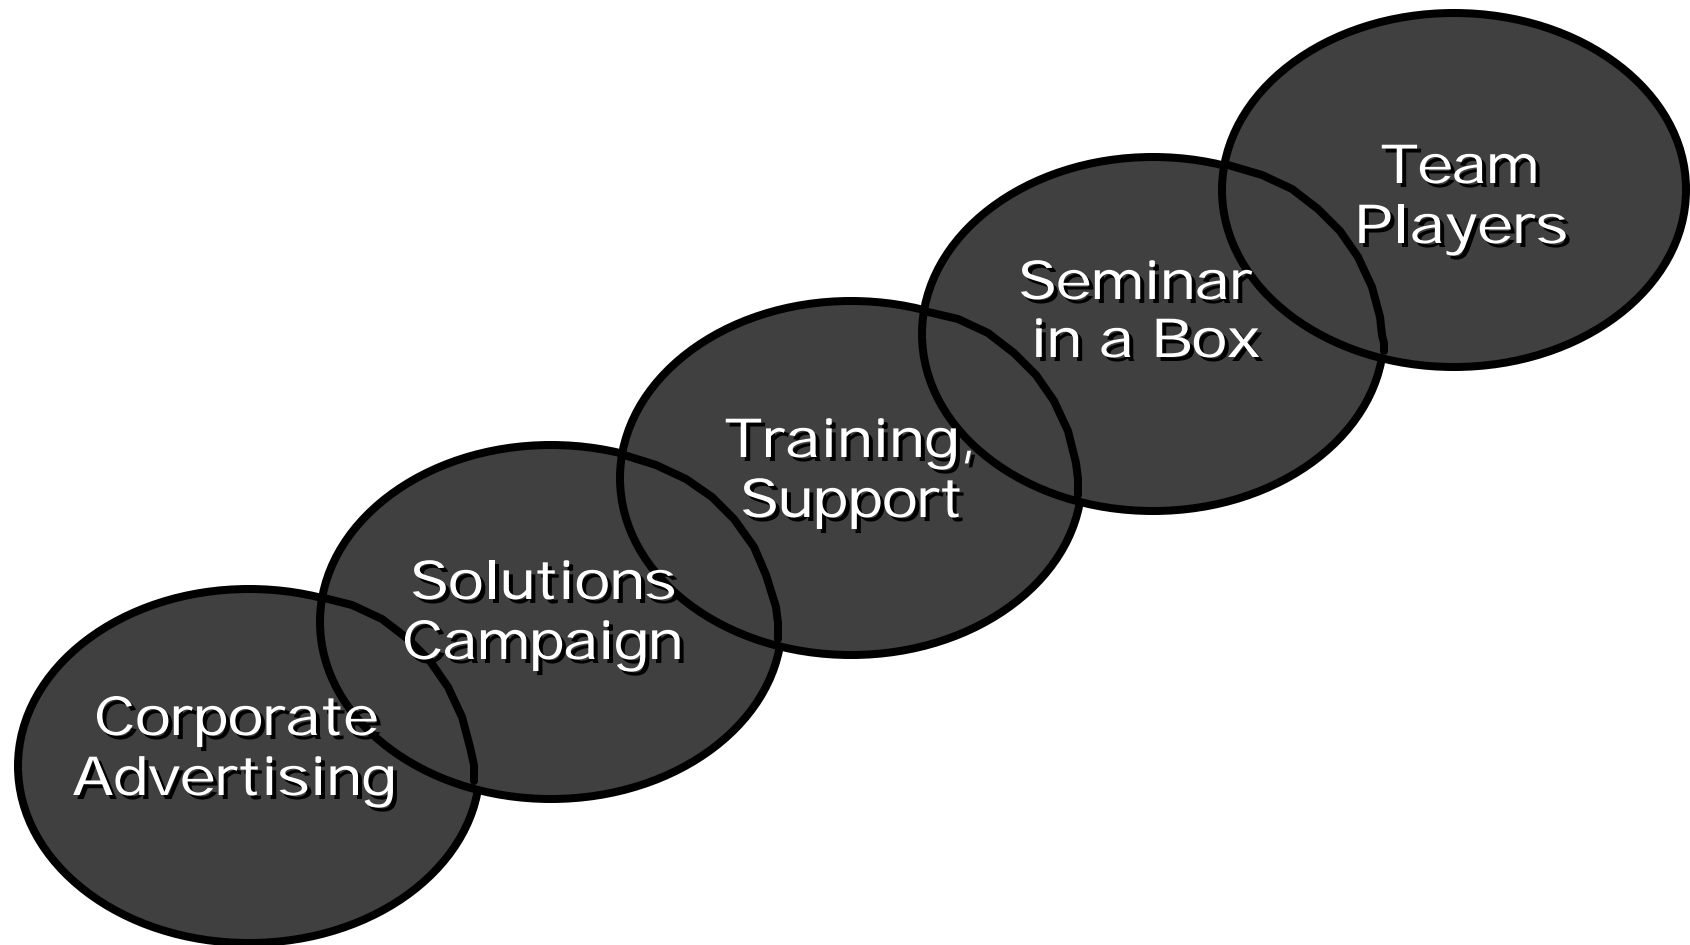 Team
Players
Seminar
in a Box
Training,
Support
Solutions
Campaign
Corporate
Advertising